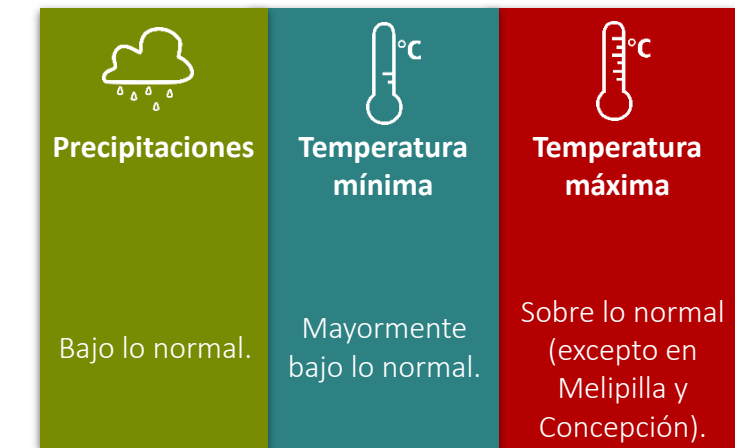 °C
°C
Precipitaciones
Temperatura
mínima
Temperatura
máxima
Bajo lo normal.
Mayormente
bajo lo normal.
Sobre lo normal
(excepto en
Melipilla y
Concepción).